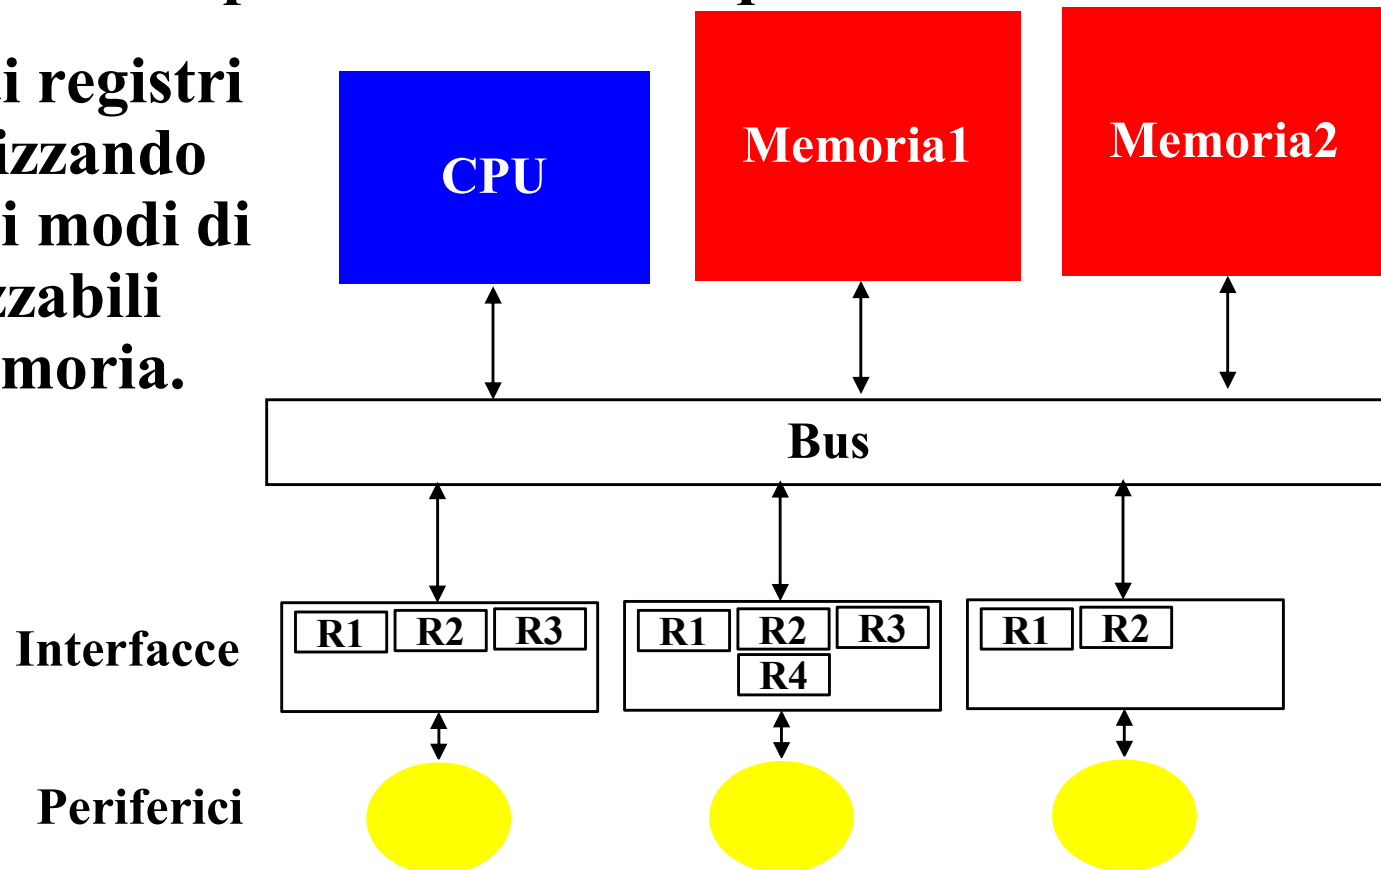 i registri
izzando
i modi di
zzabili
moria.
CPU
Memoria1
Memoria2
Bus
Interfacce
R1 R2 R3
R1 R2 R3
R4
R1 R2
Periferici